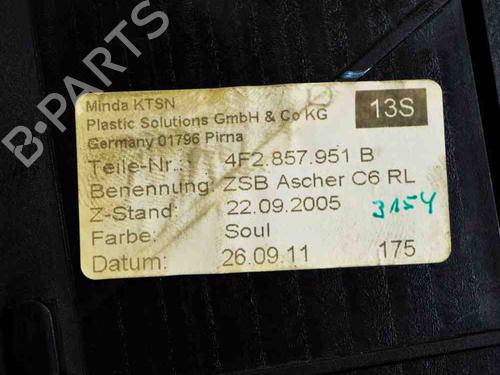 B-PARTS
Minda KTSN
Plastic Solutions GmbH & Co KG
Germany 01796 Pirna
13S
Teile-Nr.: 4F2.857.951 B
Benennung: ZSB Ascher C6 RL
Z-Stand: 22.09.2005
3154
Farbe: Soul
Datum: 26.09.11 175